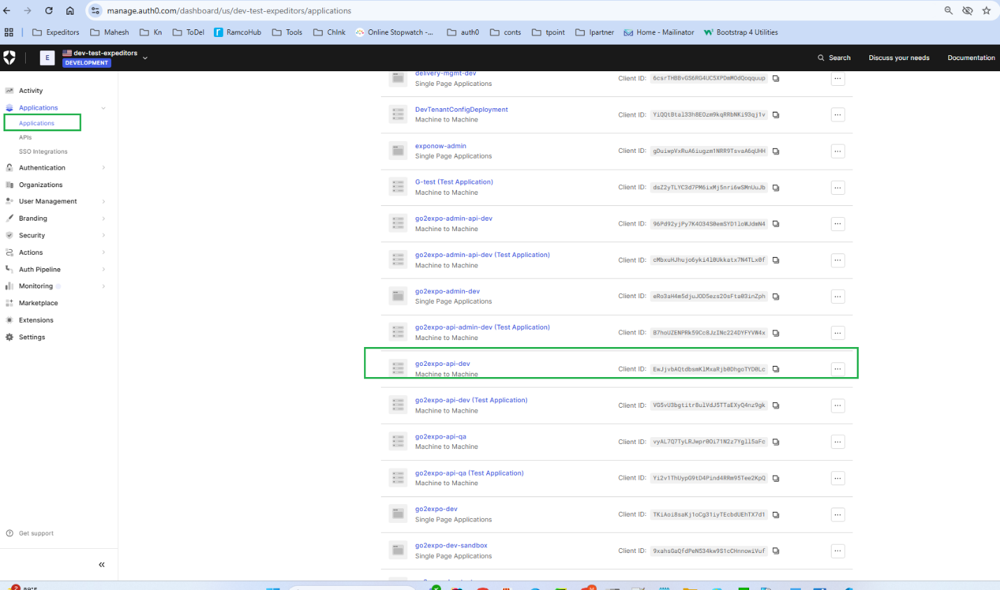 manage.auth0.com/dashboard/us/dev-test-expeditors/applications
Expeditors Mahesh Kn ToDel RamcoHub Tools ChInk Online Stopwatch -... auth0 conts tpoint Ipartner Home - Mailinator Bootstrap 4 Utilities
E dev-test-expeditors
DEVELOPMENT
Search Discuss your needs Documentation
Activity
Applications
Applications
APIs
SSO Integrations
Authentication
Organizations
User Management
Branding
Security
Actions
Auth Pipeline
Monitoring
Marketplace
Extensions
Settings
Get support
delivery-mgmt-dev
Single Page Applications
Client ID: 6csrTHBBvGS6RG4UC5XPDmMOdQoqquup
DevTenantConfigDeployment
Machine to Machine
Client ID: YiQQtBtal33h8EOzm9kqRRbNKi93qj1v
exponow-admin
Single Page Applications
Client ID: gDuiwpVxRuA6iugzm1NRR9TsvaA6qUHH
G-test (Test Application)
Machine to Machine
Client ID: dsZ2yTLYC3d7PM6ixMj5nri6wSMnUuJb
go2expo-admin-api-dev
Machine to Machine
Client ID: 96Pd92yjPy7K4O34S0emSYD1loWJdmN4
go2expo-admin-api-dev (Test Application)
Machine to Machine
Client ID: cMbxuHJhujo6yki4l0Ukkatx7N4TLx0f
go2expo-admin-dev
Single Page Applications
Client ID: eRo3aH4m5djuJOD5ezs2OsFta03inZph
go2expo-api-admin-dev (Test Application)
Machine to Machine
Client ID: B7hoUZENPRk59Cc8JzINc224DYFYVW4x
go2expo-api-dev
Machine to Machine
Client ID: EwJjvbAQtdbsmKlMxaRjb0DhgoTYD0Lc
go2expo-api-dev (Test Application)
Machine to Machine
Client ID: VG5vU3bgtitr8ulVdJ5TTaEXyQ4nz9gk
go2expo-api-qa
Machine to Machine
Client ID: vyAL7Q7TyLRJwpr0Oi71N2z7Ygll5aFc
go2expo-api-qa (Test Application)
Machine to Machine
Client ID: Yi2v1ThUypG9tD4Pind4RRm95Tee2KpQ
go2expo-dev
Single Page Applications
Client ID: TKiAoi8saKj1oCg31iyTEcbdUEhTX7d1
go2expo-dev-sandbox
Single Page Applications
Client ID: 9xahsGaQfdPeN534kw9S1cCHnnowiVuf
2 89°F